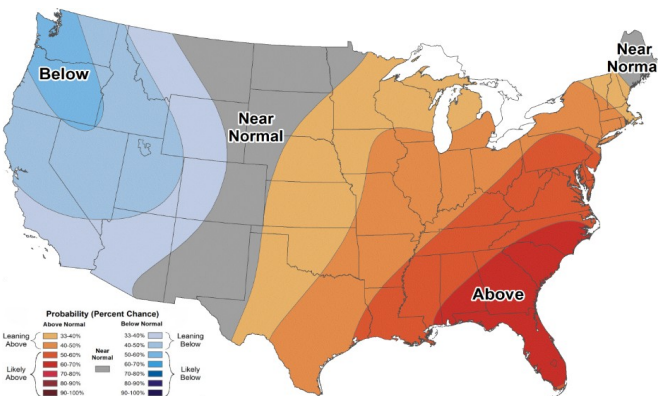 Near
Norma
Below
Near
Normal
Above
Probability (Percent Chance)
Above Normal
Below Normal
Leaning
Above
33-40%
40-50%
Likely
Above
50-60%
60-70%
70-80%
80-90%
90-100%
Near
Normal
33-40%
40-50%
Leaning
Below
50-60%
60-70%
70-80%
80-90%
90-100%
Likely
Below